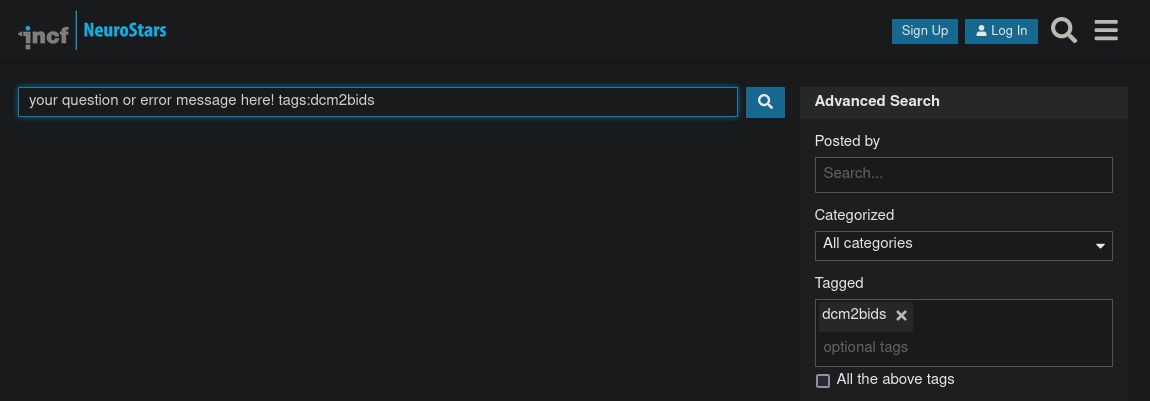 incf NeuroStars
Sign Up
Log In
your question or error message here! tags:dcm2bids
Advanced Search
Posted by
Search...
Categorized
All categories
Tagged
dcm2bids
optional tags
All the above tags